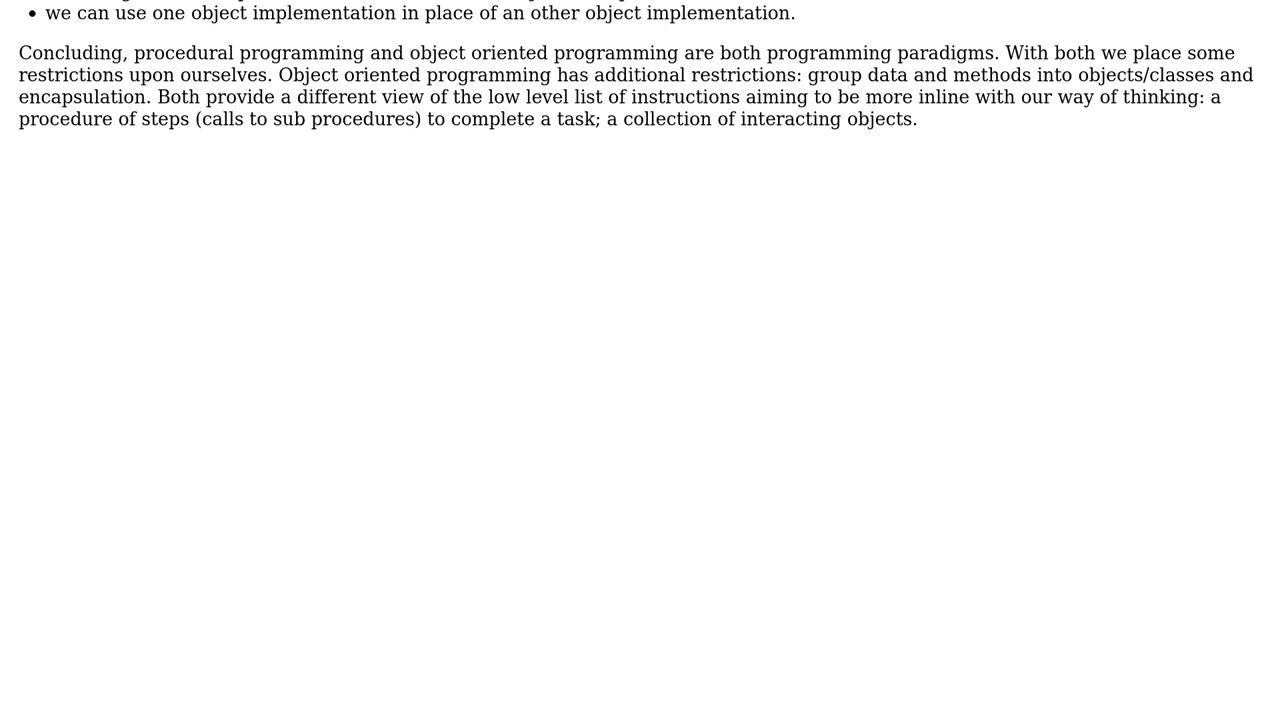 • we can use one object implementation in place of an other object implementation.
Concluding, procedural programming and object oriented programming are both programming paradigms. With both we place some
restrictions upon ourselves. Object oriented programming has additional restrictions: group data and methods into objects/classes and
encapsulation. Both provide a different view of the low level list of instructions aiming to be more inline with our way of thinking: a
procedure of steps (calls to sub procedures) to complete a task; a collection of interacting objects.